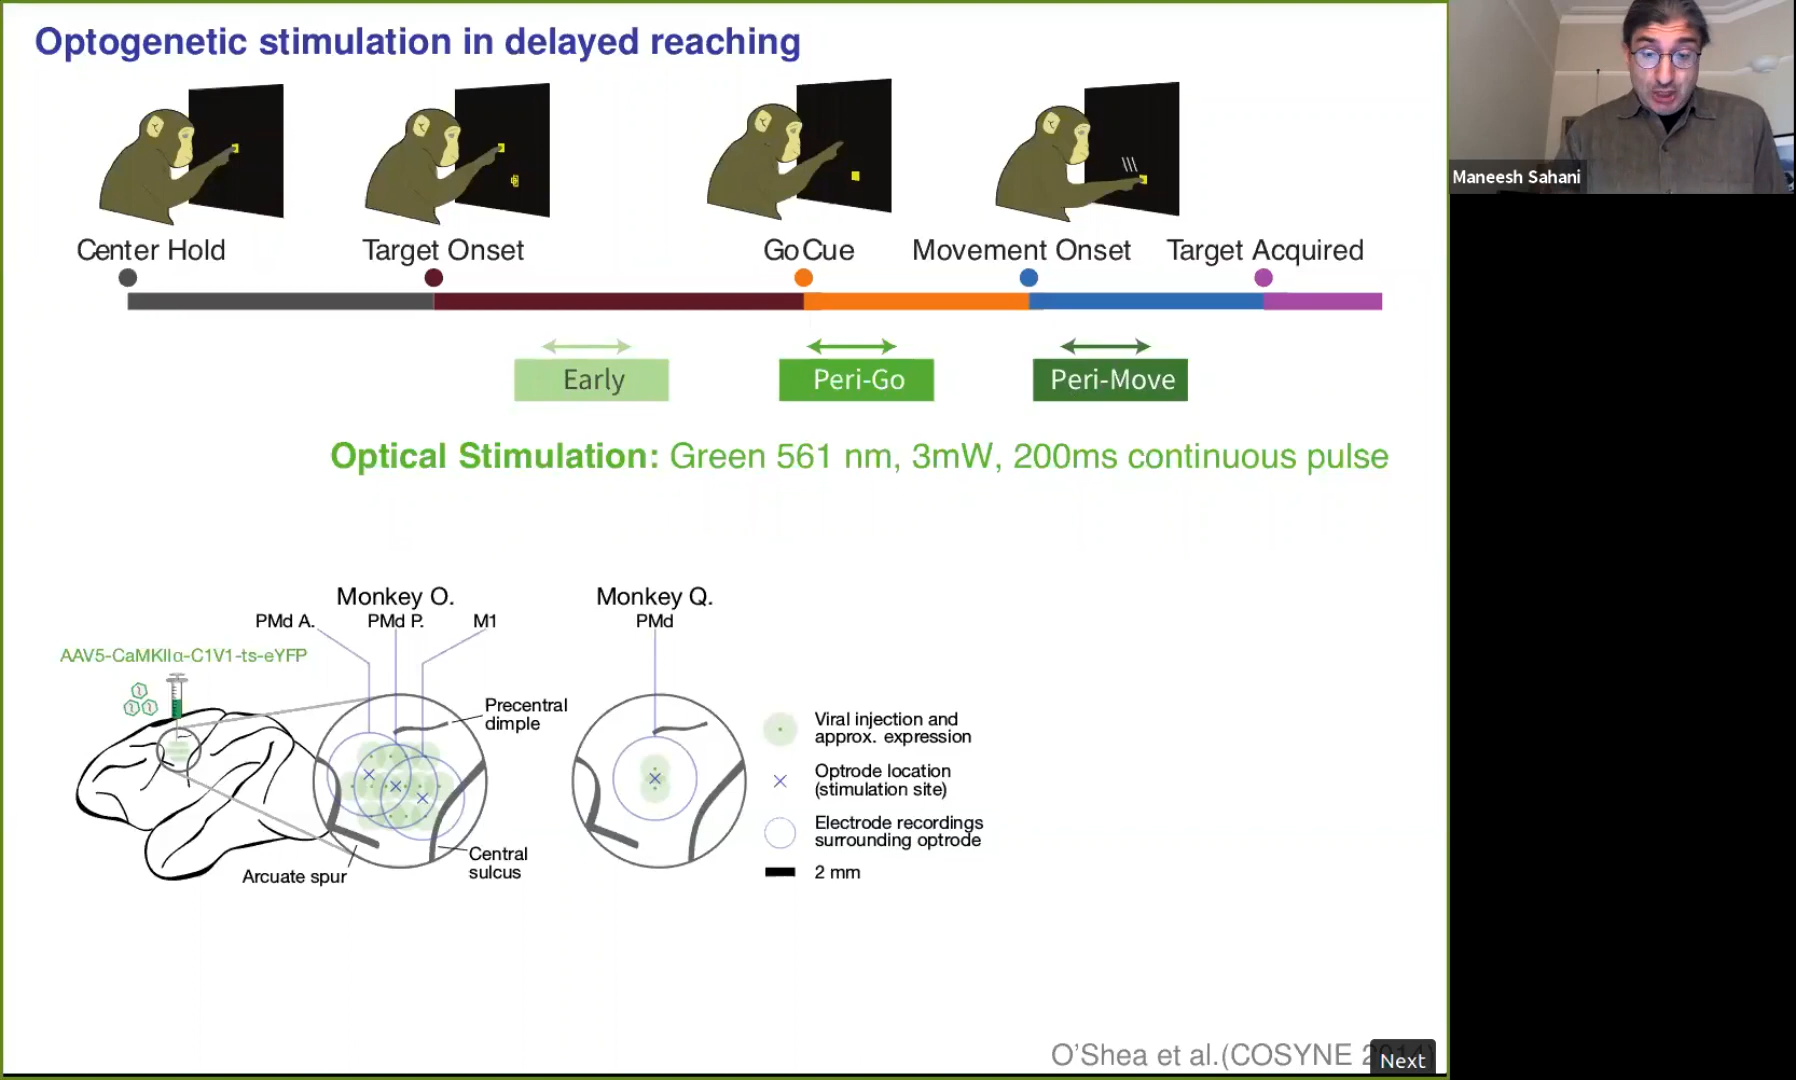 Optogenetic stimulation in delayed reaching
Maneesh Sahani
Center Hold
Target Onset
Go Cue
Movement Onset
Target Acquired
Early
Peri-Go
Peri-Move
Optical Stimulation: Green 561 nm, 3mW, 200ms continuous pulse
Monkey O.
PMd A.
PMd P.
M1
Monkey Q.
PMd
AAV5-CaMKIIα-C1V1-ts-eYFP
Precentral
dimple
Arcuate spur
Central
sulcus
Viral injection and
approx. expression
Optrode location
(stimulation site)
Electrode recordings
surrounding optrode
2 mm
O'Shea et al.(COSYNE
Next